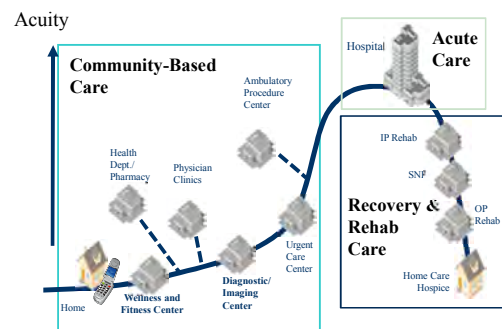 Acuity
Community-Based
Care
Hospital
Acute
Care
Ambulatory
Procedure
Center
Health
Dept./
Pharmacy
Physician
Clinics
IP Rehab
SNF
Recovery &
Rehab
Care
OP
Rehab
Urgent
Care
Center
Home Care
Hospice
Home
Wellness and
Fitness Center
Diagnostic/
Imaging
Center